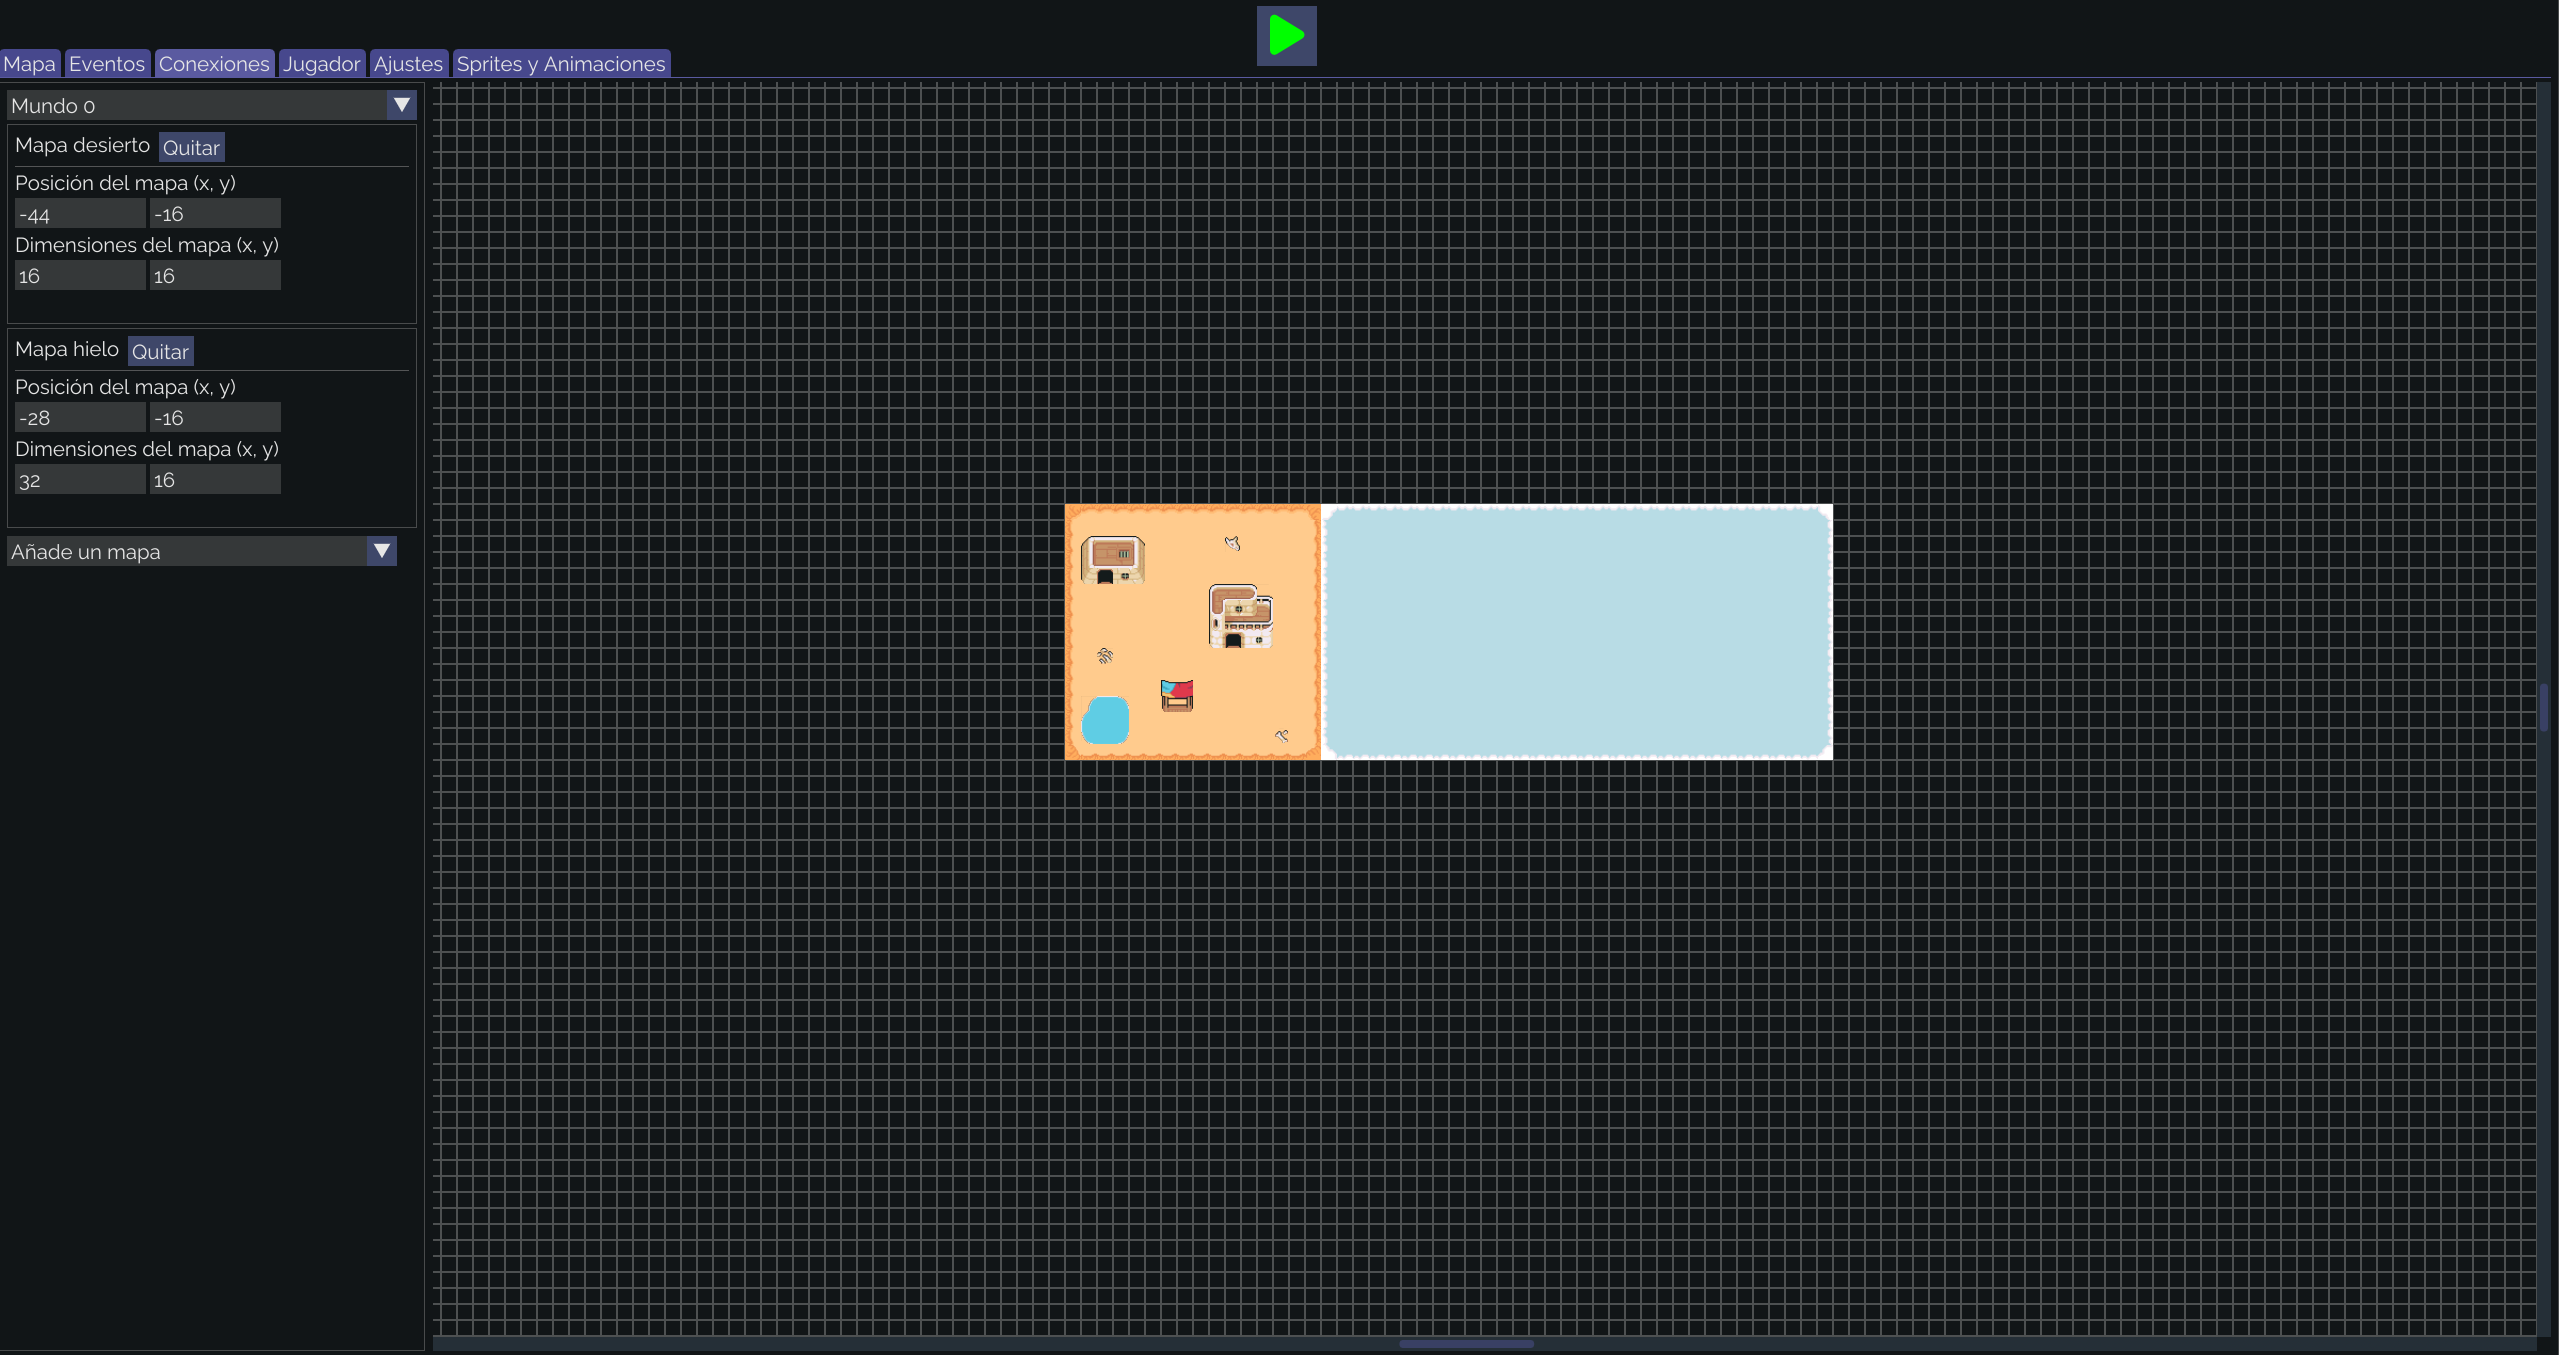 Mapa Eventos Conexiones Jugador Ajustes Sprites y Animaciones
Mundo 0
Mapa desierto Quitar
Posición del mapa (x, y)
-44 -16
Dimensiones del mapa (x, y)
16 16
Mapa hielo Quitar
Posición del mapa (x, y)
-28 -16
Dimensiones del mapa (x, y)
32 16
Añade un mapa